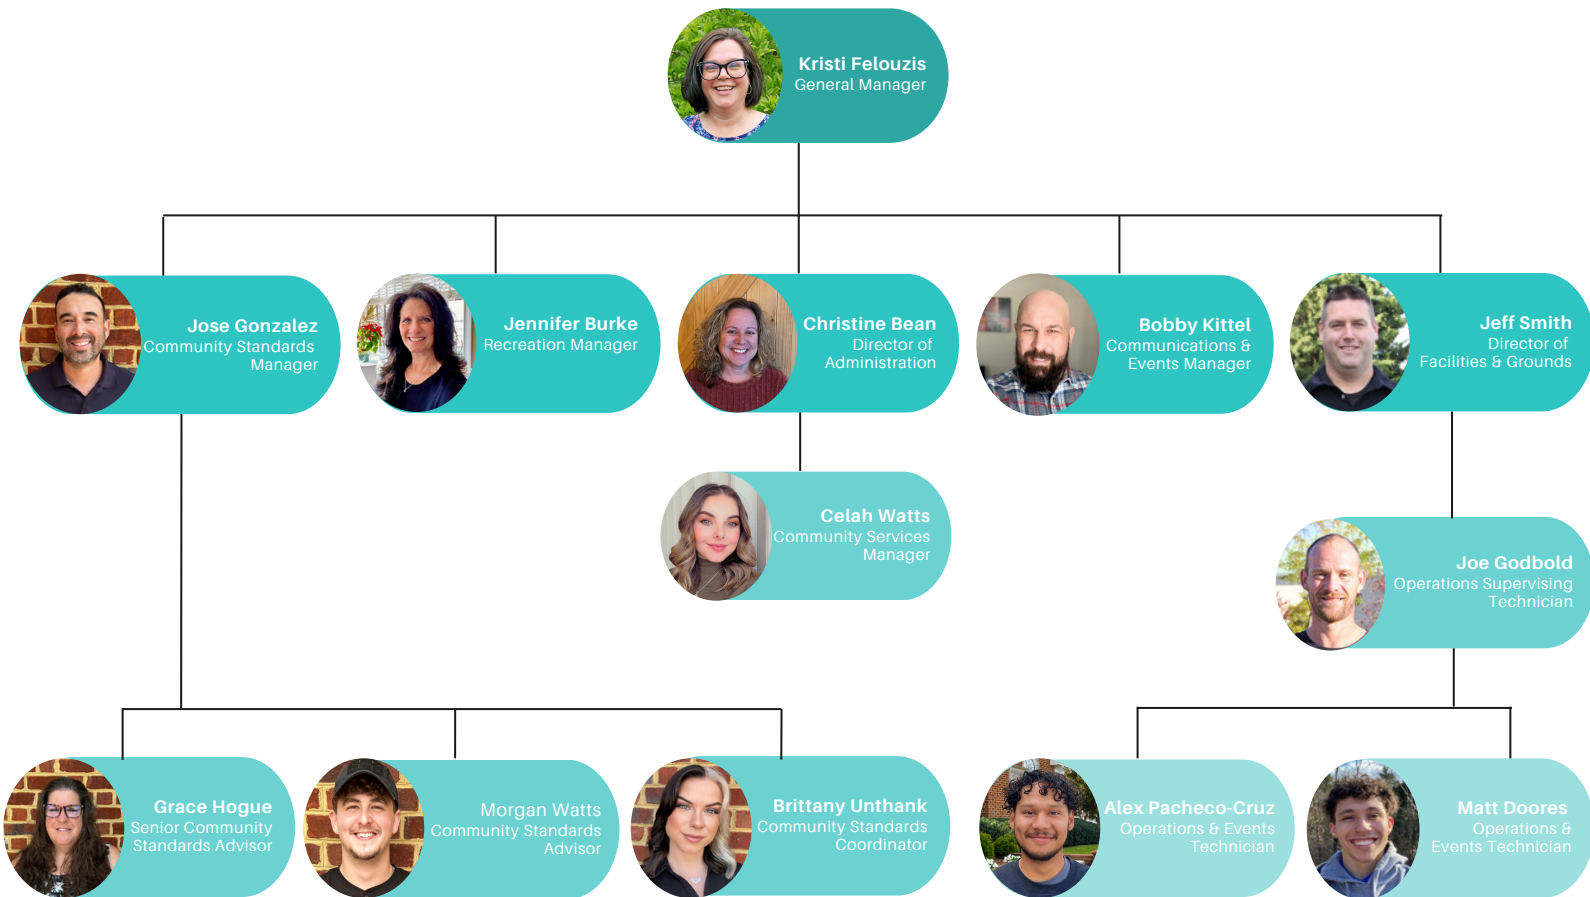 Kristi Felouzis
General Manager
Jose Gonzalez
Community Standards
Manager
Jennifer Burke
Recreation Manager
Christine Bean
Director of
Administration
Bobby Kittel
Communications &
Events Manager
Jeff Smith
Director of
Facilities & Grounds
Celah Watts
Community Services
Manager
Joe Godbold
Operations Supervising
Technician
Grace Hogue
Senior Community
Standards Advisor
Morgan Watts
Community Standards
Advisor
Brittany Unthank
Community Standards
Coordinator
Alex Pacheco-Cruz
Operations & Events
Technician
Matt Doores
Operations &
Events Technician